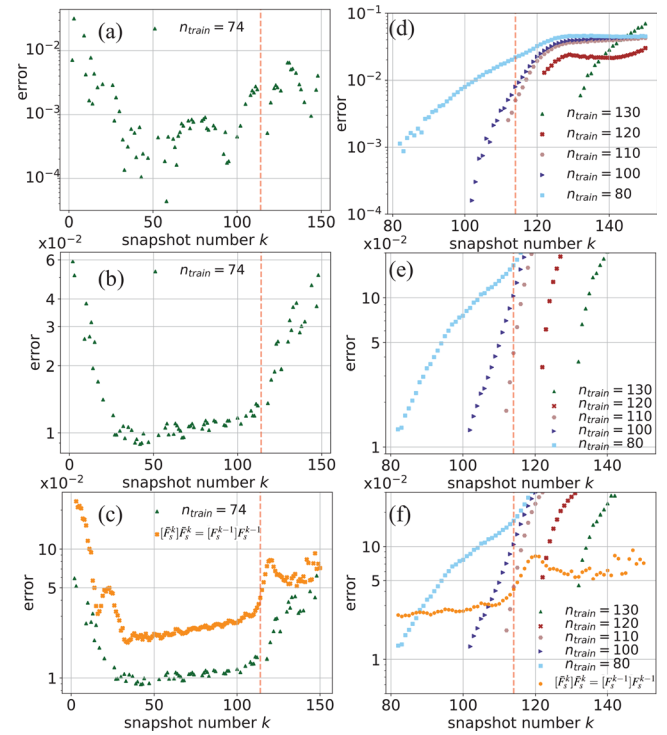 (a)
n_train = 74
error
10^-2
10^-3
10^-4
0 50 100 150
snapshot number k
(d)
error
10^0
10^-1
10^-2
10^-3
10^-4
n_train = 130
n_train = 120
n_train = 110
n_train = 100
n_train = 80
80 100 120 140
snapshot number k
x10^-2
(b)
n_train = 74
error
6
4
3
2
1
0 50 100 150
snapshot number k
(e)
x10^-2
error
10
5
1
n_train = 130
n_train = 120
n_train = 110
n_train = 100
n_train = 80
80 100 120 140
snapshot number k
x10^-2
(c)
n_train = 74
[F̃_s^k]F̃_s^k = [F_s^k-1]F_s^k-1
error
10
5
2
1
0 50 100 150
snapshot number k
x10^-2
(f)
error
10
5
1
n_train = 130
n_train = 120
n_train = 110
n_train = 100
n_train = 80
[F̃_s^k]F̃_s^k = [F_s^k-1]F_s^k-1
80 100 120 140
snapshot number k